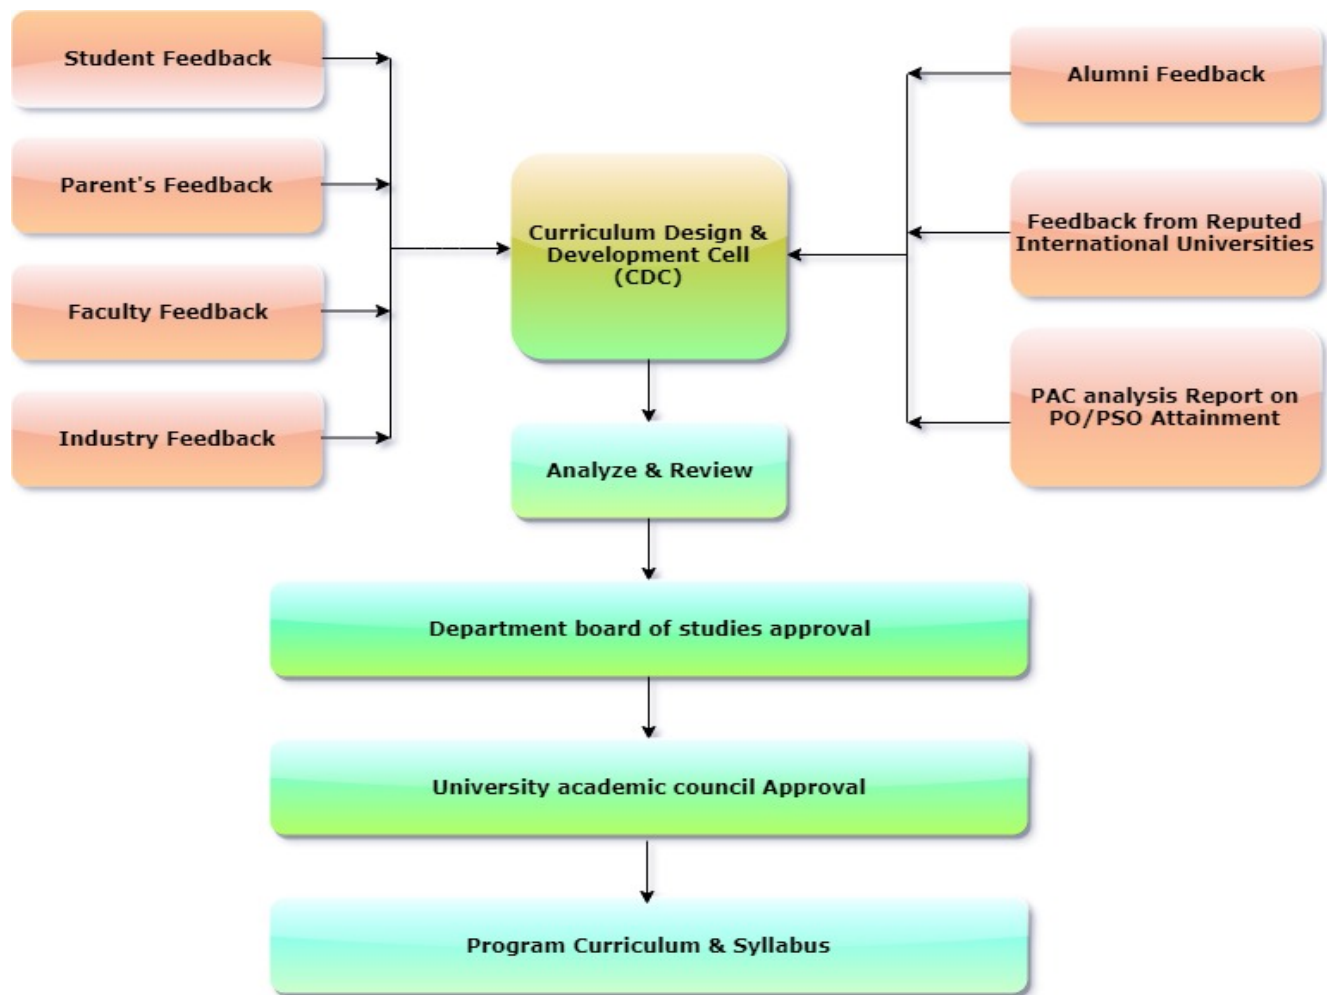 Student Feedback
Parent's Feedback
Faculty Feedback
Industry Feedback
Curriculum Design &
Development Cell
(CDC)
Alumni Feedback
Feedback from Reputed
International Universities
PAC analysis Report on
PO/PSO Attainment
Analyze & Review
Department board of studies approval
University academic council Approval
Program Curriculum & Syllabus